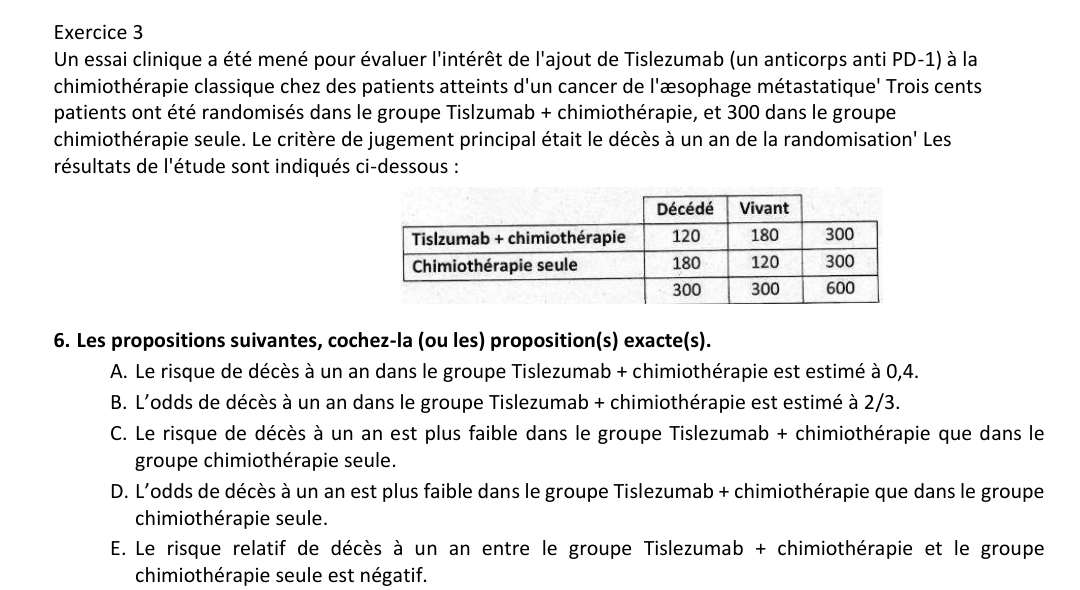 Exercice 3
Un essai clinique a été mené pour évaluer l'intérêt de l'ajout de Tislezumab (un anticorps anti PD-1) à la
chimiothérapie classique chez des patients atteints d'un cancer de l'æsophage métastatique' Trois cents
patients ont été randomisés dans le groupe Tislzumab + chimiothérapie, et 300 dans le groupe
chimiothérapie seule. Le critère de jugement principal était le décès à un an de la randomisation' Les
résultats de l'étude sont indiqués ci-dessous :
Décédé Vivant
Tislzumab + chimiothérapie 120 180 300
Chimiothérapie seule 180 120 300
300 300 600
6. Les propositions suivantes, cochez-la (ou les) proposition(s) exacte(s).
A. Le risque de décès à un an dans le groupe Tislezumab + chimiothérapie est estimé à 0,4.
B. L’odds de décès à un an dans le groupe Tislezumab + chimiothérapie est estimé à 2/3.
C. Le risque de décès à un an est plus faible dans le groupe Tislezumab + chimiothérapie que dans le
groupe chimiothérapie seule.
D. L’odds de décès à un an est plus faible dans le groupe Tislezumab + chimiothérapie que dans le groupe
chimiothérapie seule.
E. Le risque relatif de décès à un an entre le groupe Tislezumab + chimiothérapie et le groupe
chimiothérapie seule est négatif.